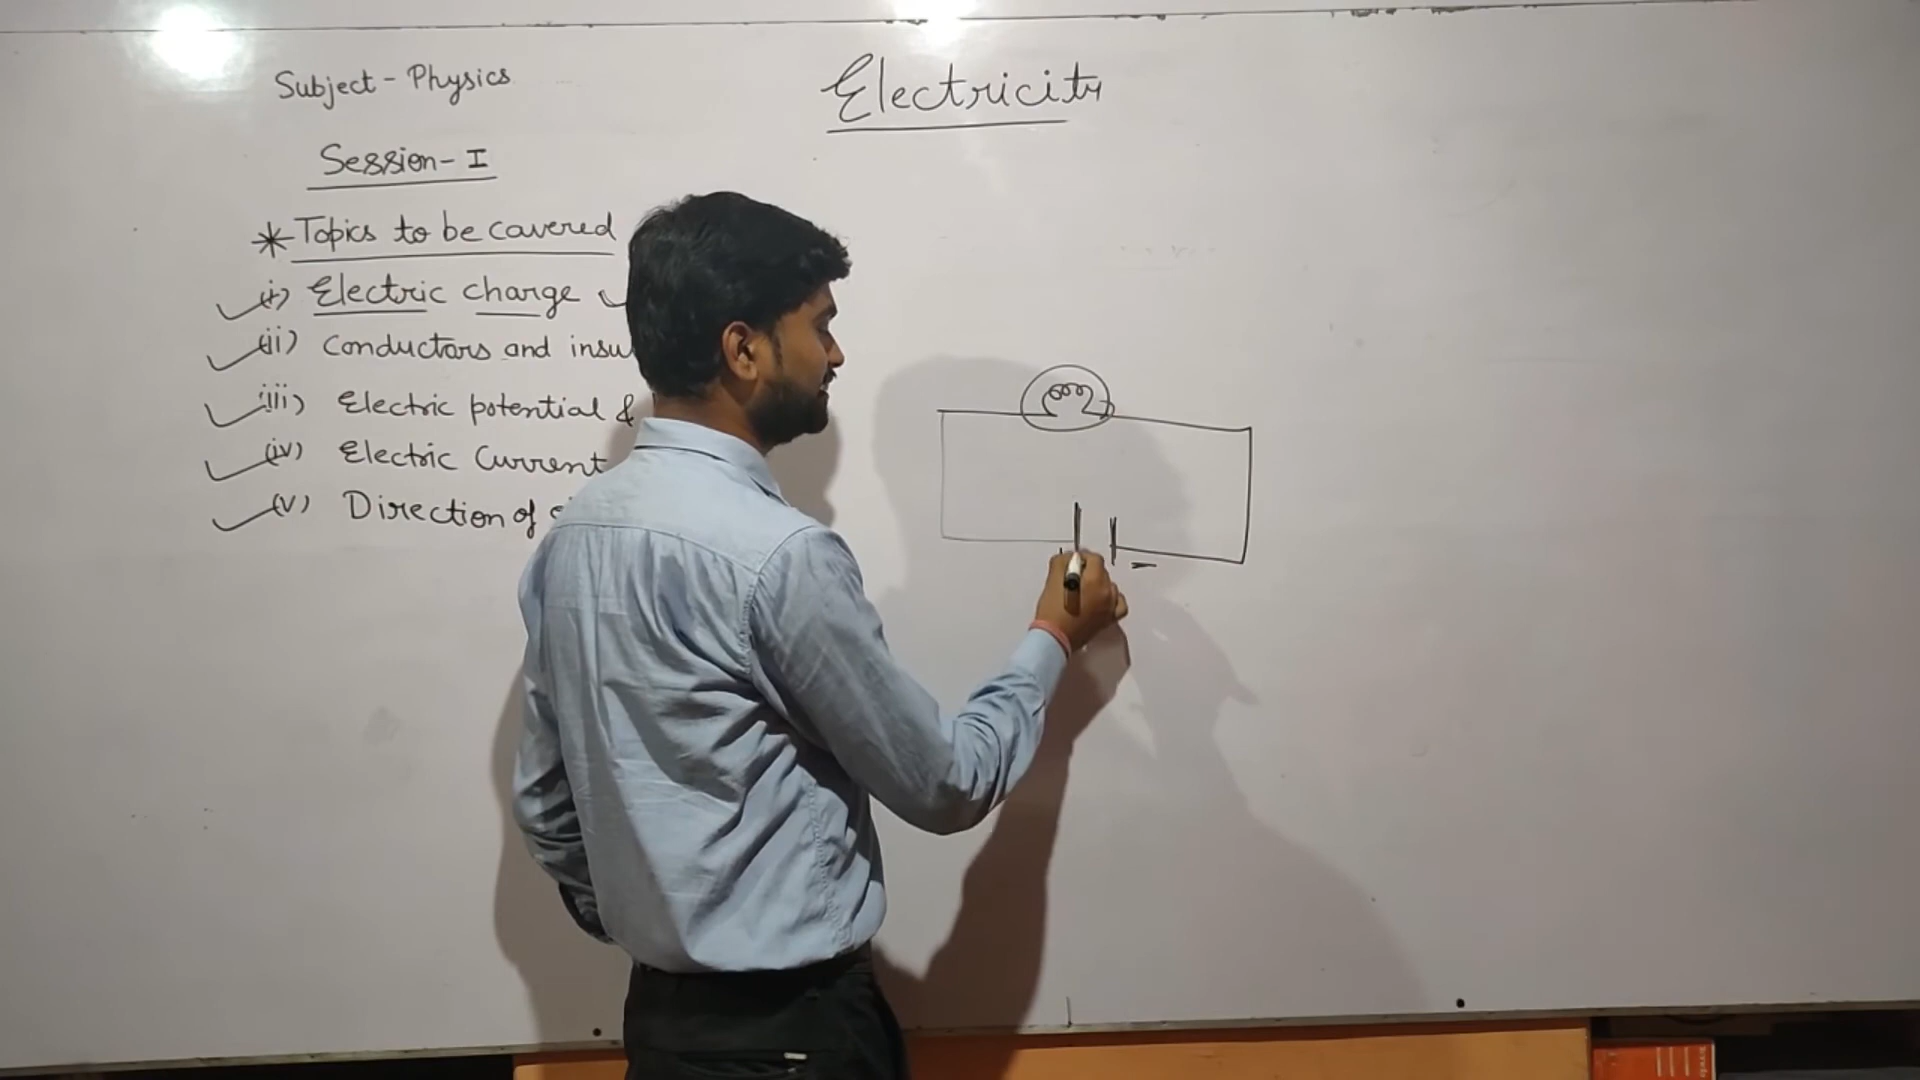 Subject - Physics
Electricity
Session - I
* Topics to be cavered
(i) Electric charge
(ii) Conductors and insu
(iii) Electric potential &
(iv) Electric Current
(v) Direction of